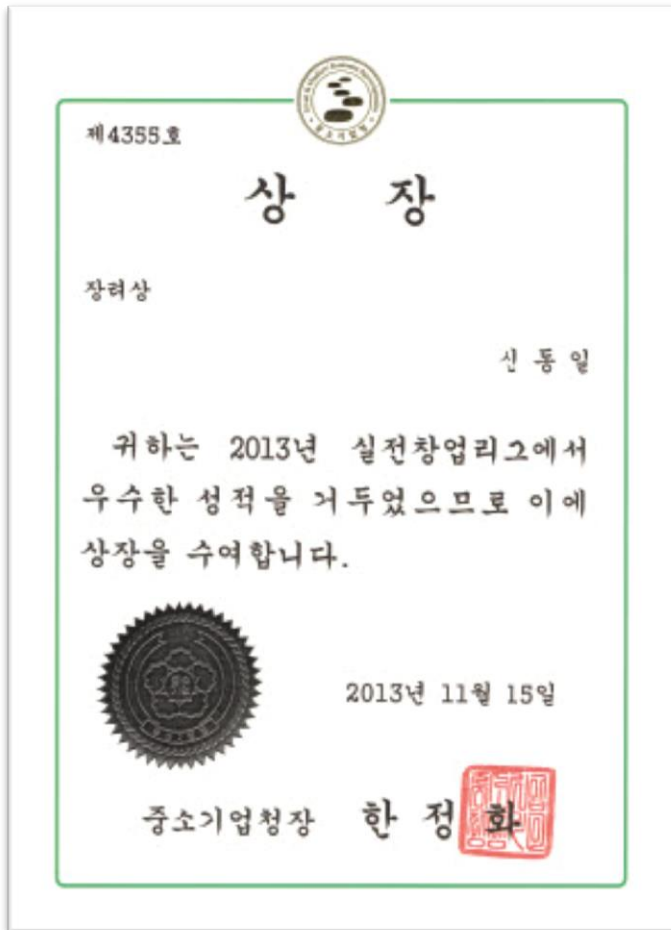 제4355호
상 장
장려상
신 동 일
귀하는 2013년 실전창업리그에서
우수한 성적을 거두었으므로 이에
상장을 수여합니다.
2013년 11월 15일
중소기업청장 한 정 화